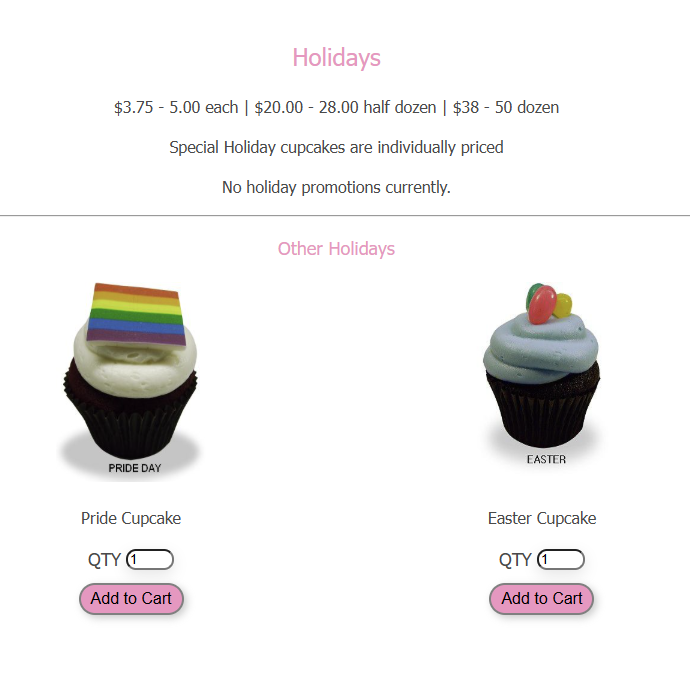 Holidays
$3.75 - 5.00 each | $20.00 - 28.00 half dozen | $38 - 50 dozen
Special Holiday cupcakes are individually priced
No holiday promotions currently.
Other Holidays
PRIDE DAY
EASTER
Pride Cupcake
Easter Cupcake
QTY 1
QTY 1
Add to Cart
Add to Cart